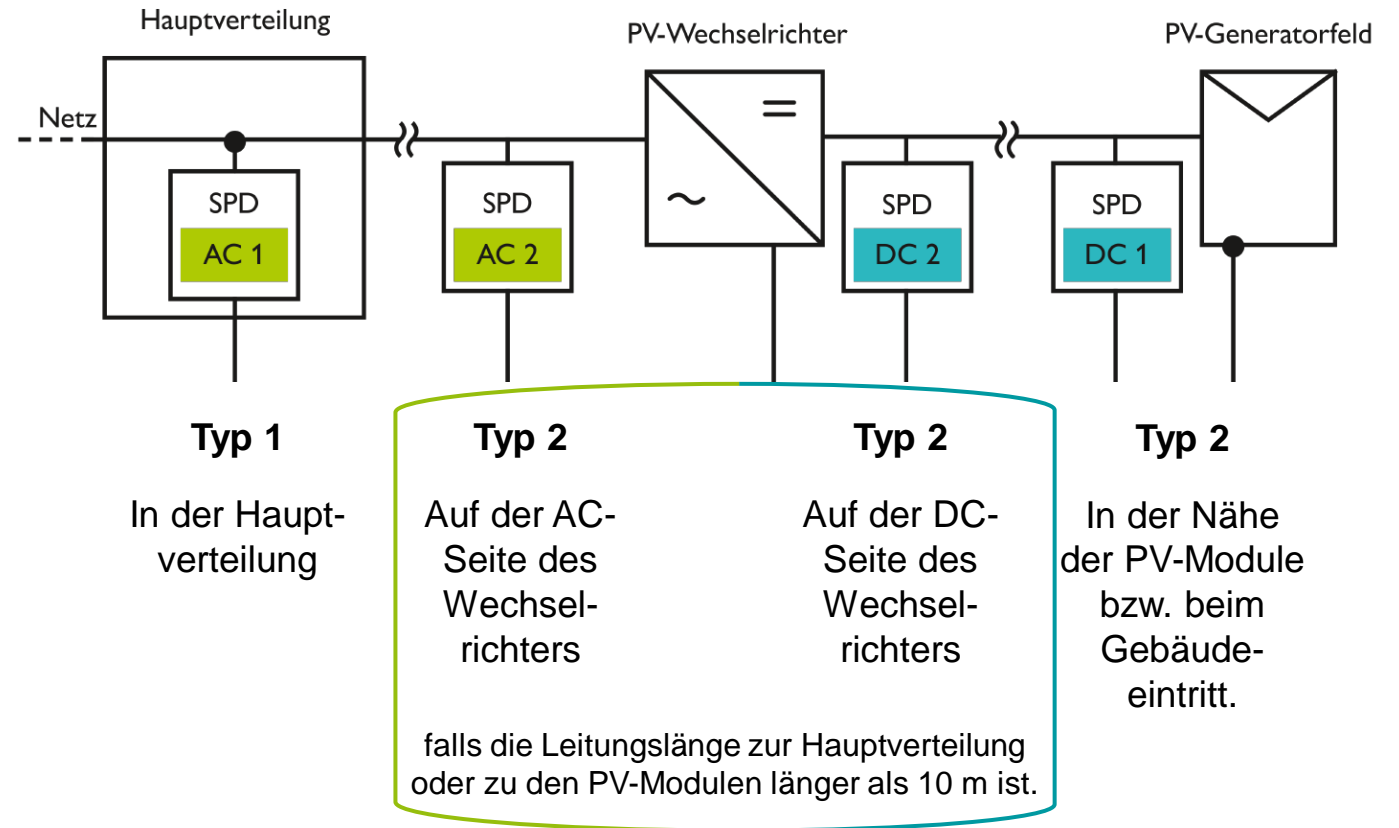 Hauptverteilung
PV-Wechselrichter
PV-Generatorfeld
Netz
SPD
AC 1
SPD
AC 2
SPD
DC 2
SPD
DC 1
Typ 1
In der Haupt-
verteilung
Typ 2
Auf der AC-
Seite des
Wechsel-
richters
Typ 2
Auf der DC-
Seite des
Wechsel-
richters
falls die Leitungslänge zur Hauptverteilung
oder zu den PV-Modulen länger als 10 m ist.
Typ 2
In der Nähe
der PV-Module
bzw. beim
Gebäude-
eintritt.